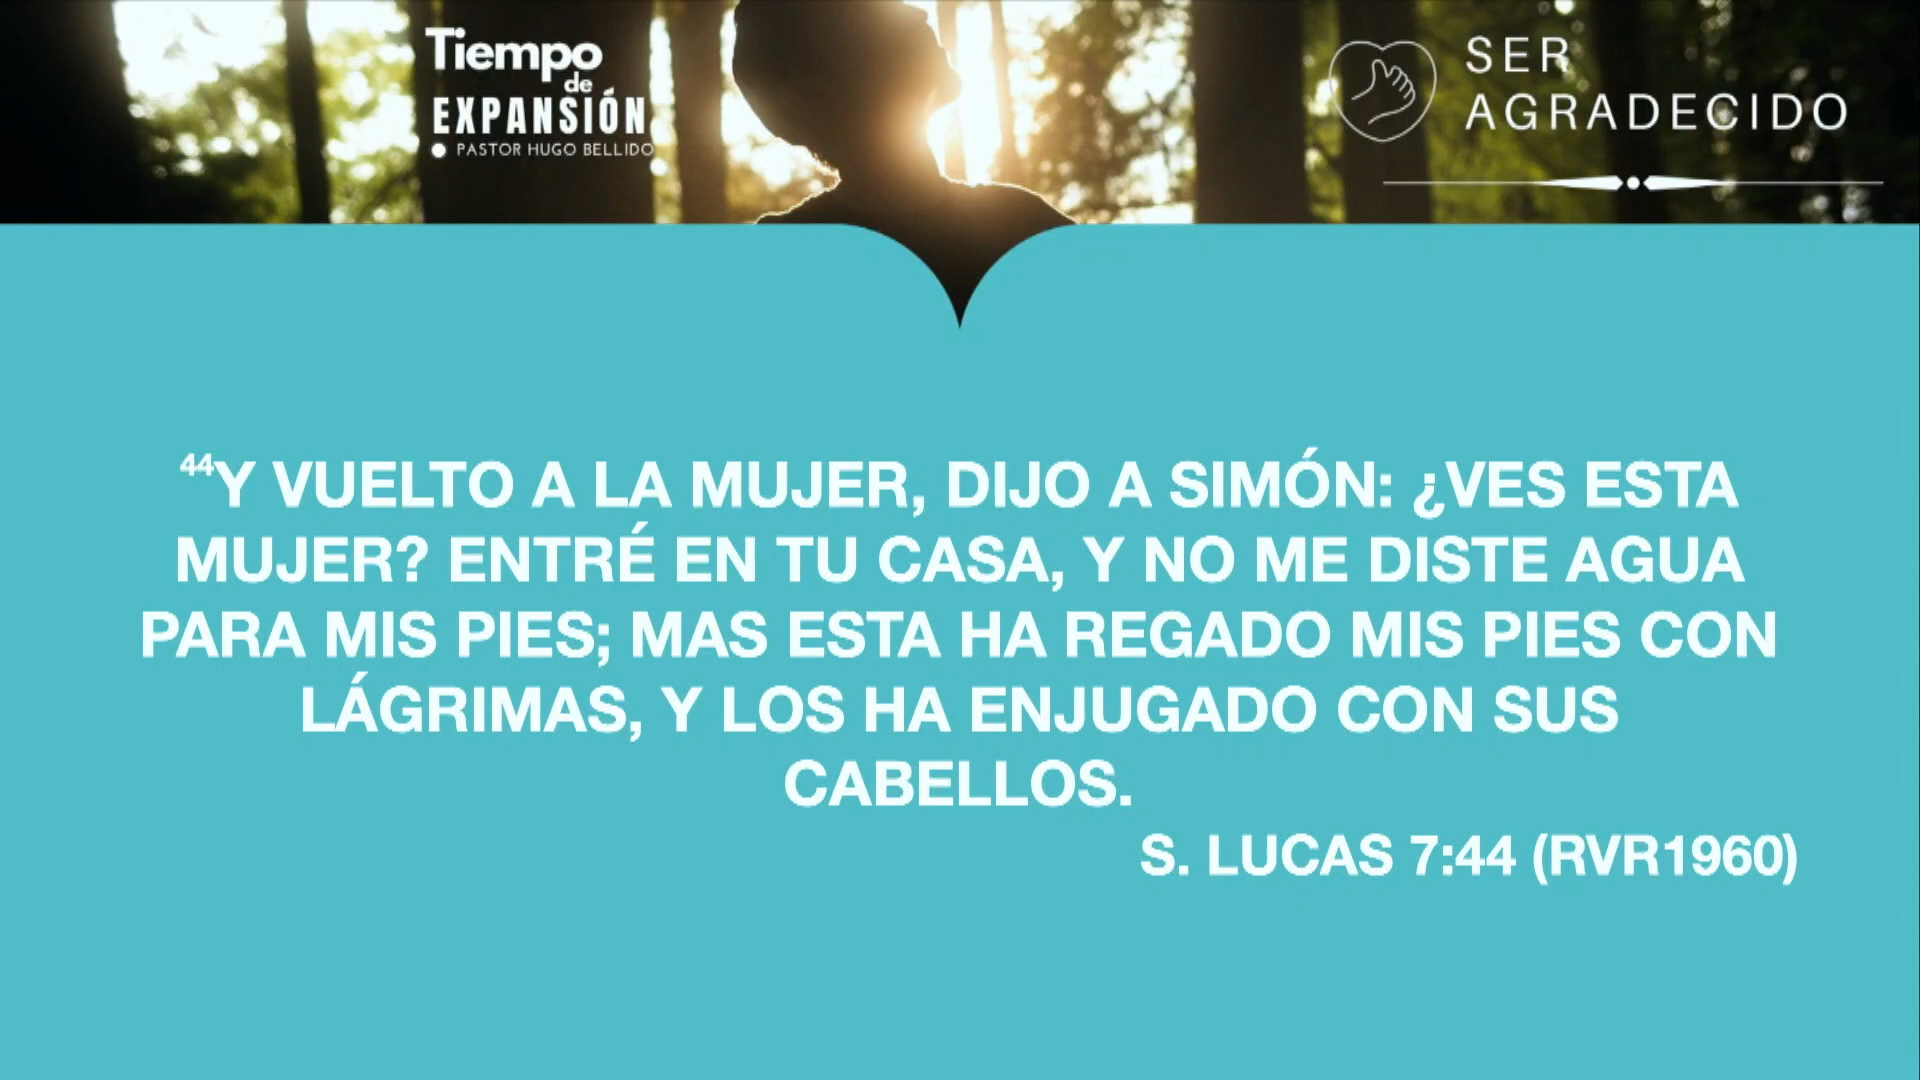 Tiempo
de
EXPANSIÓN
PASTOR HUGO BELLIDO
SER
AGRADECIDO
44Y VUELTO A LA MUJER, DIJO A SIMÓN: ¿VES ESTA
MUJER? ENTRÉ EN TU CASA, Y NO ME DISTE AGUA
PARA MIS PIES; MAS ESTA HA REGADO MIS PIES CON
LÁGRIMAS, Y LOS HA ENJUGADO CON SUS
CABELLOS.
S. LUCAS 7:44 (RVR1960)